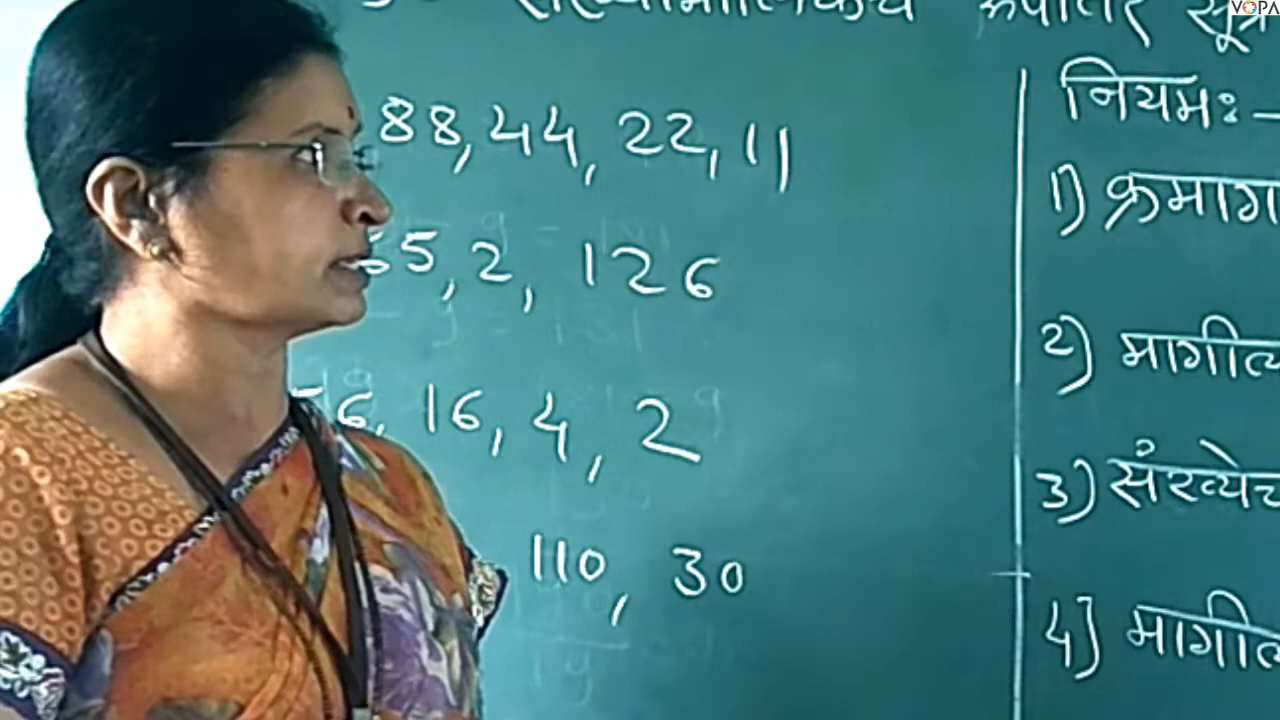 VOPA
88, 44, 22, 11
65, 2, 126
6, 16, 4, 2
110, 30
नियमः-
1) क्रमाग
2) मागील
3) संख्येच
4] मागील